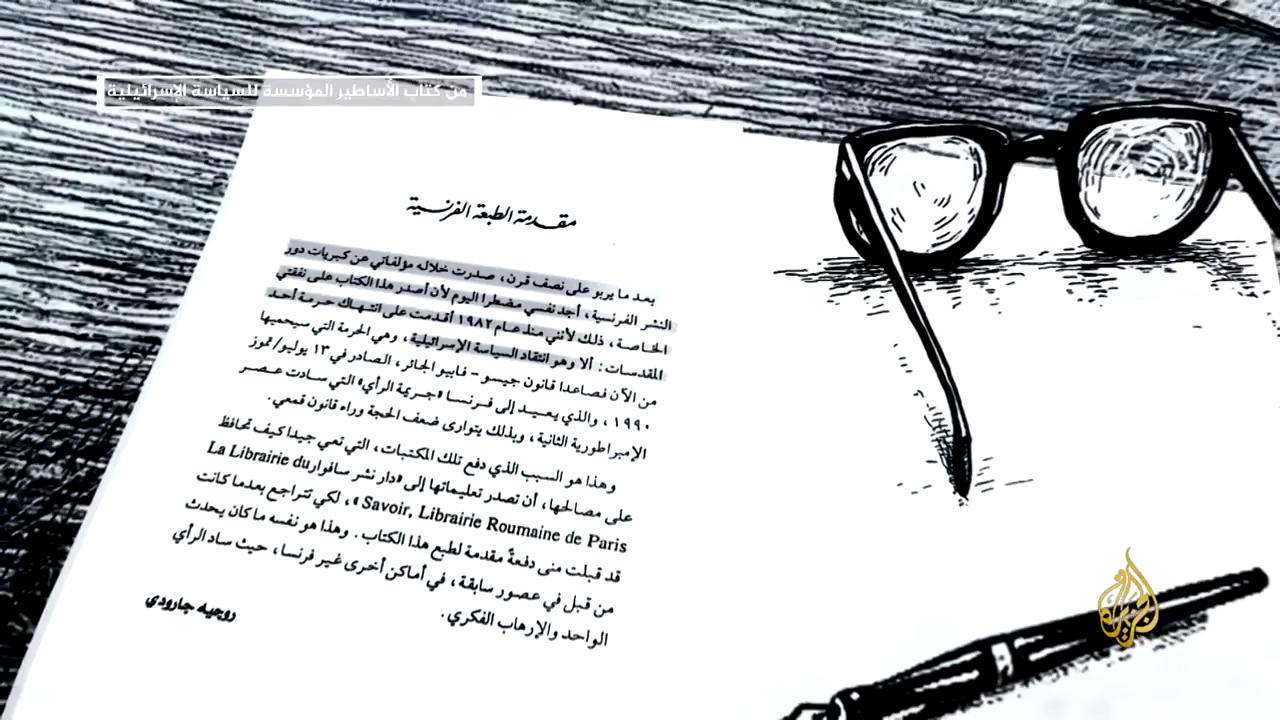 من كتاب الأساطير المؤسسة للسياسة الإسرائيلية
مقدمة الطبعة الفرنسية
بعد ما يربو على نصف قرن، صدرت خلاله مؤلفاتي عن كبريات دور
النشر الفرنسية، أجد نفسي مضطرا اليوم لأن أصدر هذا الكتاب على نفقتي
الخاصة، ذلك لأنني منذ عام ١٩٨٢ أقدمت على انتهاك حرمة أحد
المقدسات: ألا وهو انتقاد السياسة الإسرائيلية، وهي الحرمة التي سيحميها
من الآن فصاعدا قانون جيسو - فابيو الجائر، الصادر في ١٣ يوليو/تموز
١٩٩٠، والذي يعيد إلى فرنسا «جريمة الرأي» التي سادت عصر
الإمبراطورية الثانية، وبذلك يتوارى ضعف الحجة وراء قانون قمعي.
وهذا هو السبب الذي دفع تلك المكتبات، التي تعي جيدا كيف تحافظ
على مصالحها، أن تصدر تعليماتها إلى «دار نشر سافوار La Librairie du
Savoir, Librairie Roumaine de Paris»، لكي تتراجع بعدما كانت
قد قبلت منى دفعةً مقدمة لطبع هذا الكتاب. وهذا هو نفسه ما كان يحدث
من قبل في عصور سابقة، في أماكن أخرى غير فرنسا، حيث ساد الرأي
الواحد والإرهاب الفكري.
روجيه جارودي
الجزيرة